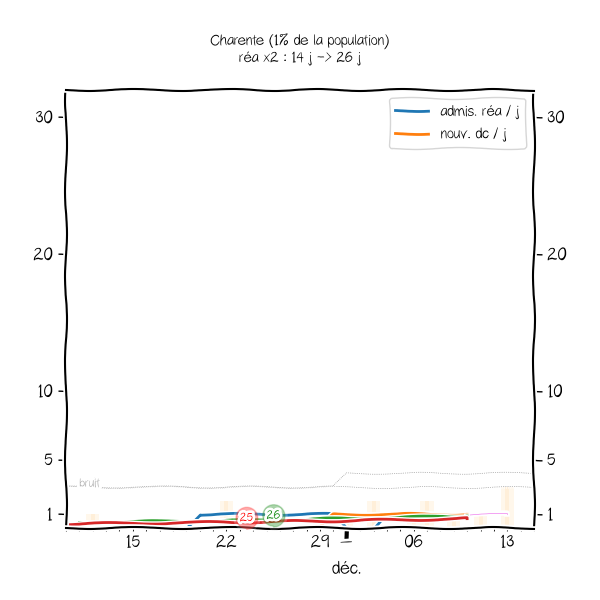 Charente (1% de la population)
réa x2 : 14 j -> 26 j
admis. réa / j
nouv. dc / j
30
30
20
20
10
10
5
5
bruit
1
25
26
1
15
22
29
06
13
déc.